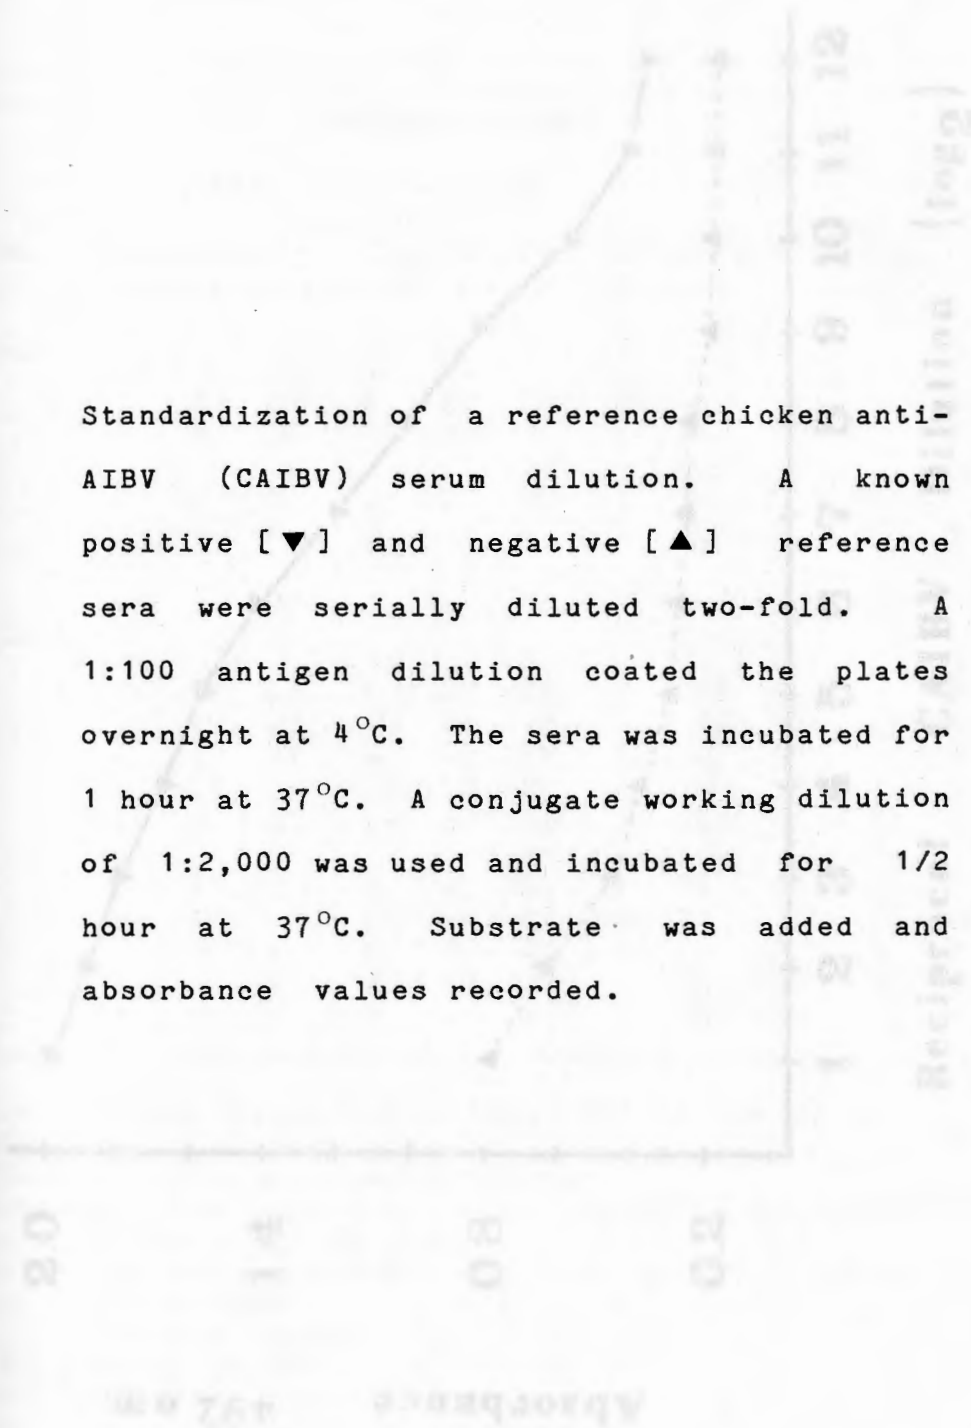 Standardization of a reference chicken anti-
AIBV (CAIBV) serum dilution. A known
positive [ ▼ ] and negative [ ▲ ] reference
sera were serially diluted two-fold. A
1:100 antigen dilution coated the plates
overnight at 4°C. The sera was incubated for
1 hour at 37°C. A conjugate working dilution
of 1:2,000 was used and incubated for 1/2
hour at 37°C. Substrate was added and
absorbance values recorded.